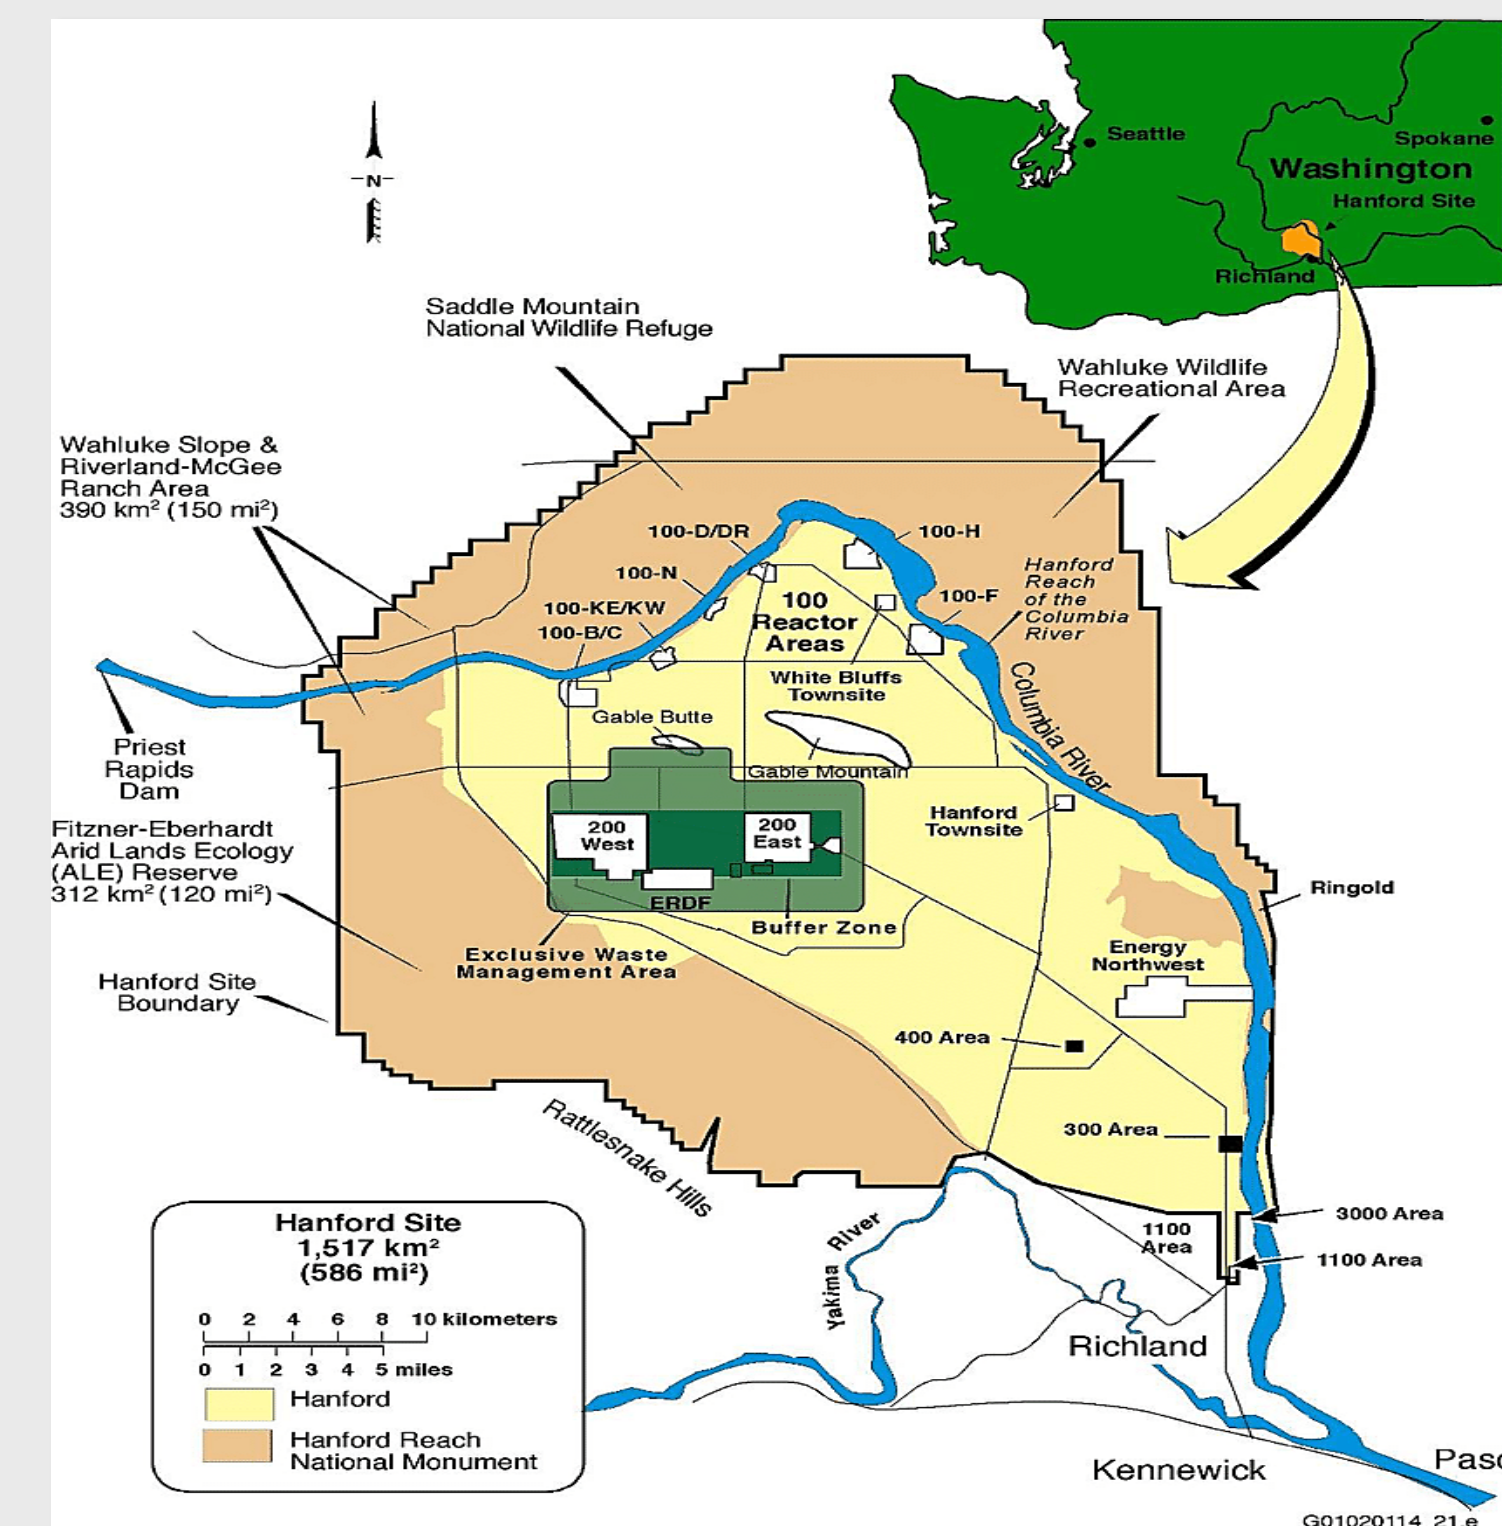 Seattle
Spokane
Washington
Hanford Site
Richland
N
Saddle Mountain
National Wildlife Refuge
Wahluke Wildlife
Recreational Area
Wahluke Slope &
Riverland-McGee
Ranch Area
390 km² (150 mi²)
100-D/DR
100-H
100-N
100-KE/KW
100-B/C
100-F
100
Reactor
Areas
Hanford
Reach
of the
Columbia
River
White Bluffs
Townsite
Gable Butte
Gable Mountain
Columbia River
Priest
Rapids
Dam
Hanford
Townsite
Fitzner-Eberhardt
Arid Lands Ecology
(ALE) Reserve
312 km² (120 mi²)
200
West
200
East
ERDF
Buffer Zone
Exclusive Waste
Management Area
Ringold
Energy
Northwest
Hanford Site
Boundary
400 Area
300 Area
Rattlesnake Hills
Yakima River
1100
Area
3000 Area
1100 Area
Richland
Kennewick
Hanford Site
1,517 km²
(586 mi²)
0 2 4 6 8 10 kilometers
0 1 2 3 4 5 miles
Hanford
Hanford Reach
National Monument
G01020114_21.e